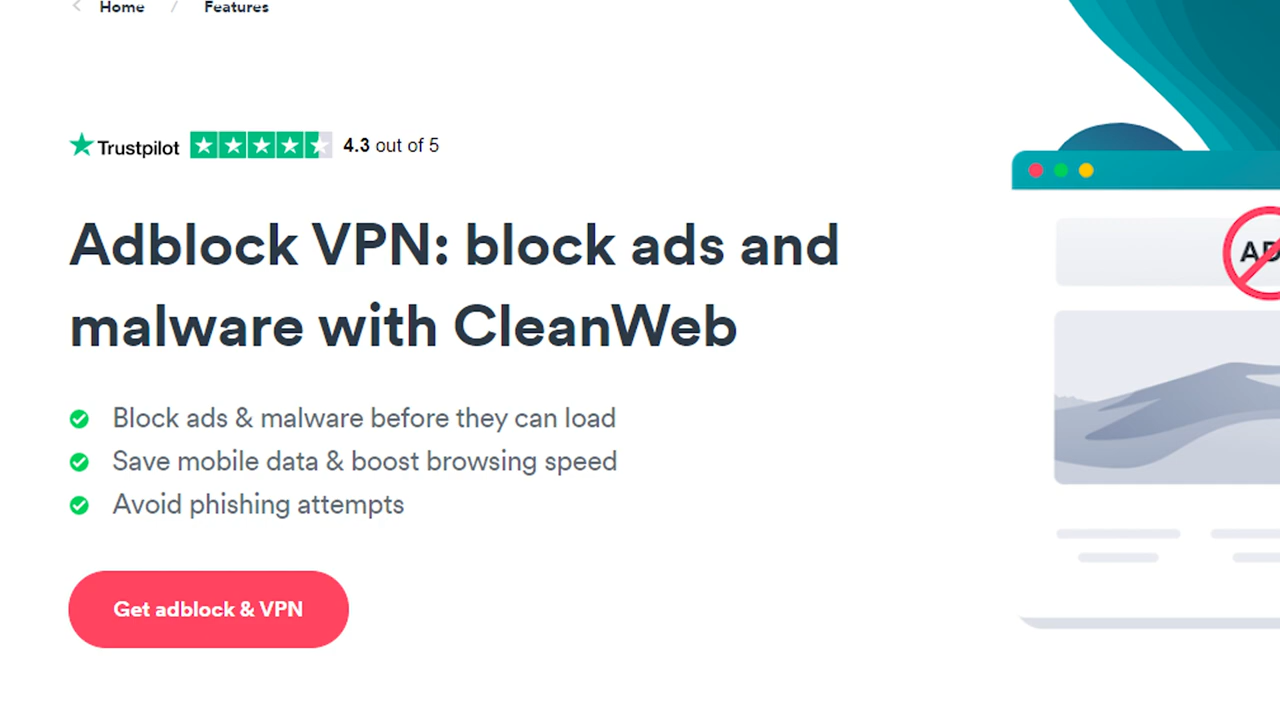 Home / Features
Trustpilot 4.3 out of 5
Adblock VPN: block ads and
malware with CleanWeb
Block ads & malware before they can load
Save mobile data & boost browsing speed
Avoid phishing attempts
Get adblock & VPN